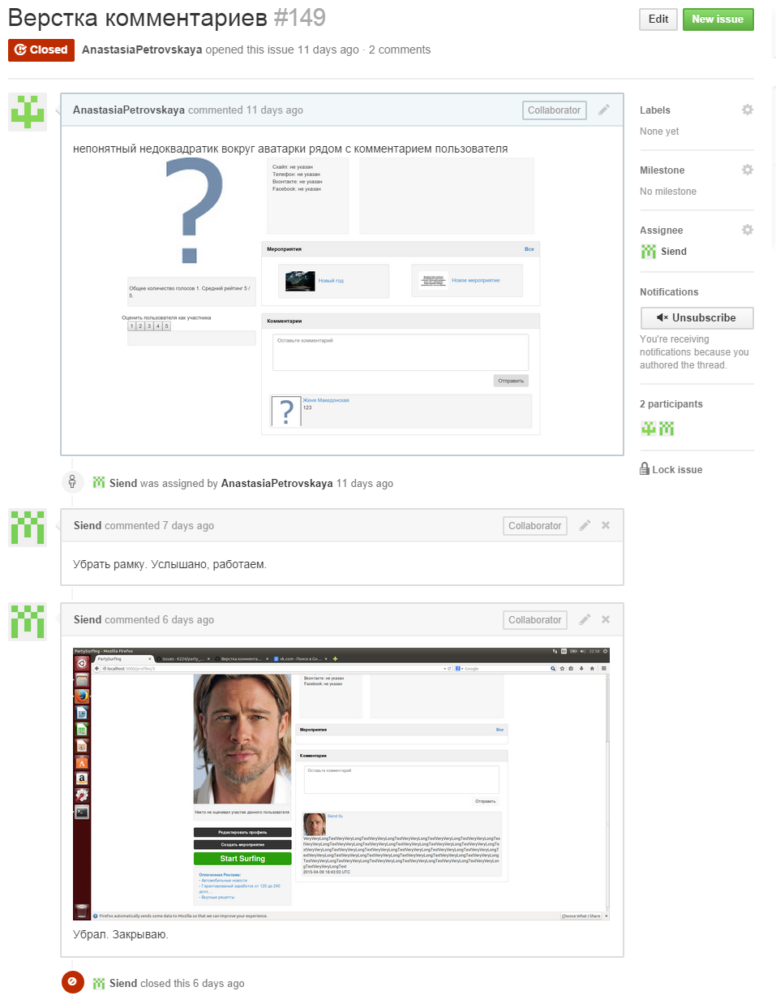 Верстка комментариев #149
Edit
New issue
Closed
AnastasiaPetrovskaya opened this issue 11 days ago · 2 comments
AnastasiaPetrovskaya commented 11 days ago
Collaborator
непонятный недоквадратик вокруг аватарки рядом с комментарием пользователя
Скайп: не указан
Телефон: не указан
Вконтакте: не указан
Facebook: не указан
Мероприятия
Все
Новый год
Новое мероприятие
Общее количество голосов 1. Средний рейтинг 5 /
5.
Оценить пользователя как участника
1 2 3 4 5
Комментарии
Оставьте комментарий
Отправить
Женя Македонская
123
Siend was assigned by AnastasiaPetrovskaya 11 days ago
Siend commented 7 days ago
Collaborator
Убрать рамку. Услышано, работаем.
Siend commented 6 days ago
Collaborator
PartySurfing - Mozilla Firefox
22:58
PartySurfing
Issues · K224/party_...
Верстка коммента...
vk.com - Поиск в Go...
localhost:3000/profiles/3
Google
Вконтакте: не указан
Facebook: не указан
Мероприятия
Все
Комментарии
Оставьте комментарий
Отправить
Никто не оценивал участие данного пользователя
Редактировать профиль
Создать мероприятие
Start Surfing
Оплаченная Реклама:
- Автомобильные новости
- Гарантированый заработок от 120 до 240
долл. ...
- Вкусные рецепты
2015-04-09 18:43:03 UTC
Firefox automatically sends some data to Mozilla so that we can improve your experience.
Choose What I Share
Убрал. Закрываю.
Siend closed this 6 days ago
Labels
None yet
Milestone
No milestone
Assignee
Siend
Notifications
Unsubscribe
You're receiving
notifications because you
authored the thread.
2 participants
Lock issue